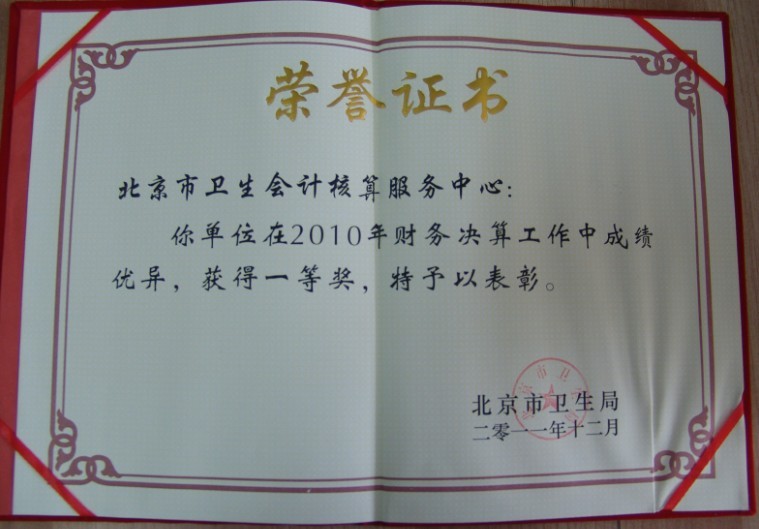 荣誉证书
北京市卫生会计核算服务中心：
你单位在2010年财务决算工作中成绩
优异，获得一等奖，特予以表彰。
北京市卫生局
二零一一年十二月